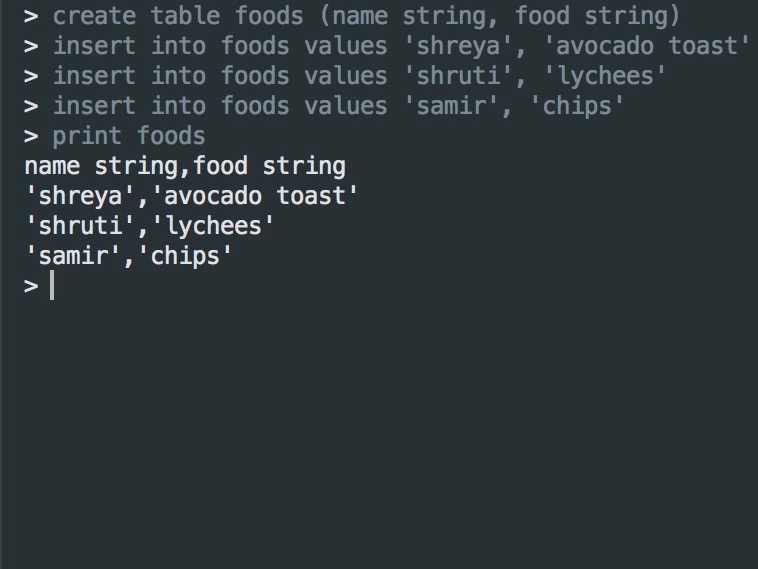 > create table foods (name string, food string)
> insert into foods values 'shreya', 'avocado toast'
> insert into foods values 'shruti', 'lychees'
> insert into foods values 'samir', 'chips'
> print foods
name string,food string
'shreya','avocado toast'
'shruti','lychees'
'samir','chips'
>